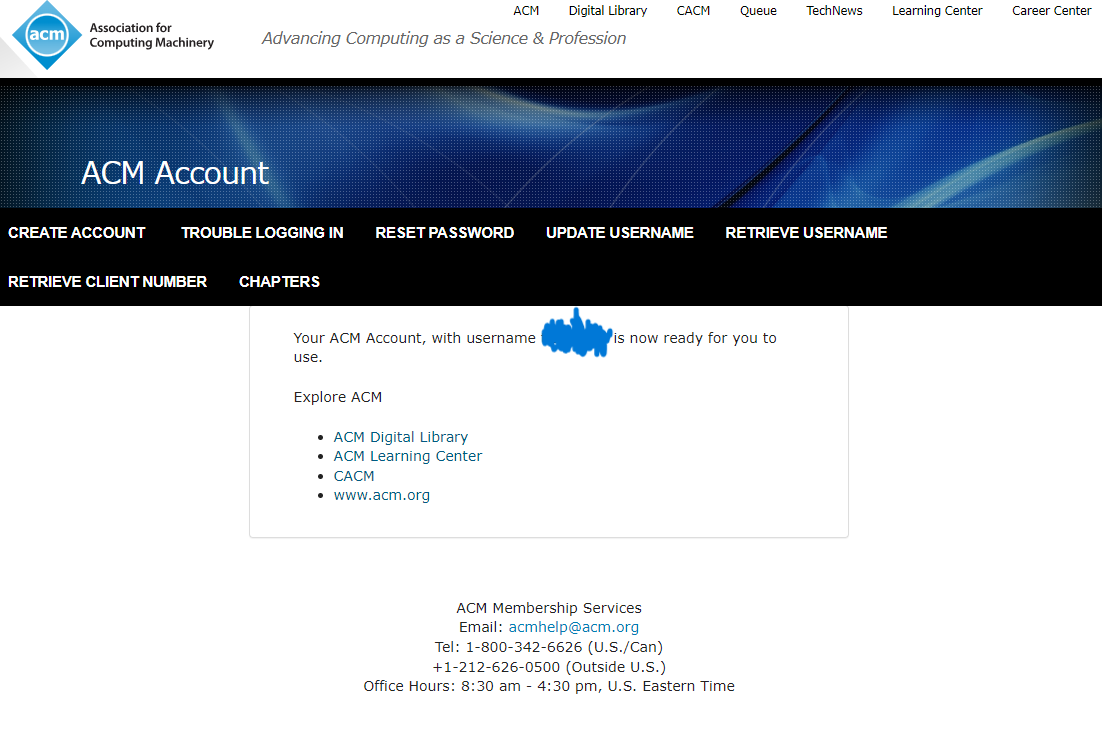 acm
Association for
Computing Machinery
Advancing Computing as a Science & Profession
ACM Digital Library CACM Queue TechNews Learning Center Career Center
ACM Account
CREATE ACCOUNT TROUBLE LOGGING IN RESET PASSWORD UPDATE USERNAME RETRIEVE USERNAME
RETRIEVE CLIENT NUMBER CHAPTERS
Your ACM Account, with username is now ready for you to
use.
Explore ACM
ACM Digital Library
ACM Learning Center
CACM
www.acm.org
ACM Membership Services
Email: acmhelp@acm.org
Tel: 1-800-342-6626 (U.S./Can)
+1-212-626-0500 (Outside U.S.)
Office Hours: 8:30 am - 4:30 pm, U.S. Eastern Time